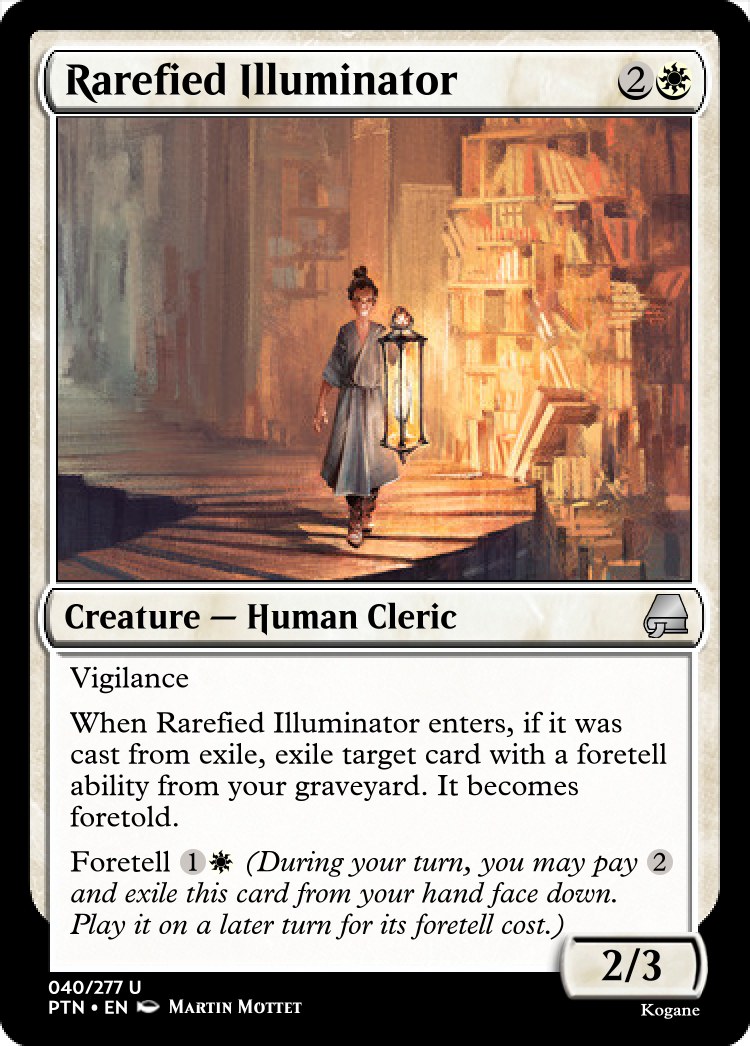 Rarefied Illuminator 2
Creature — Human Cleric
Vigilance
When Rarefied Illuminator enters, if it was
cast from exile, exile target card with a foretell
ability from your graveyard. It becomes
foretold.
Foretell 1 (During your turn, you may pay 2
and exile this card from your hand face down.
Play it on a later turn for its foretell cost.)
2/3
040/277 U
PTN • EN Martin Mottet
Kogane